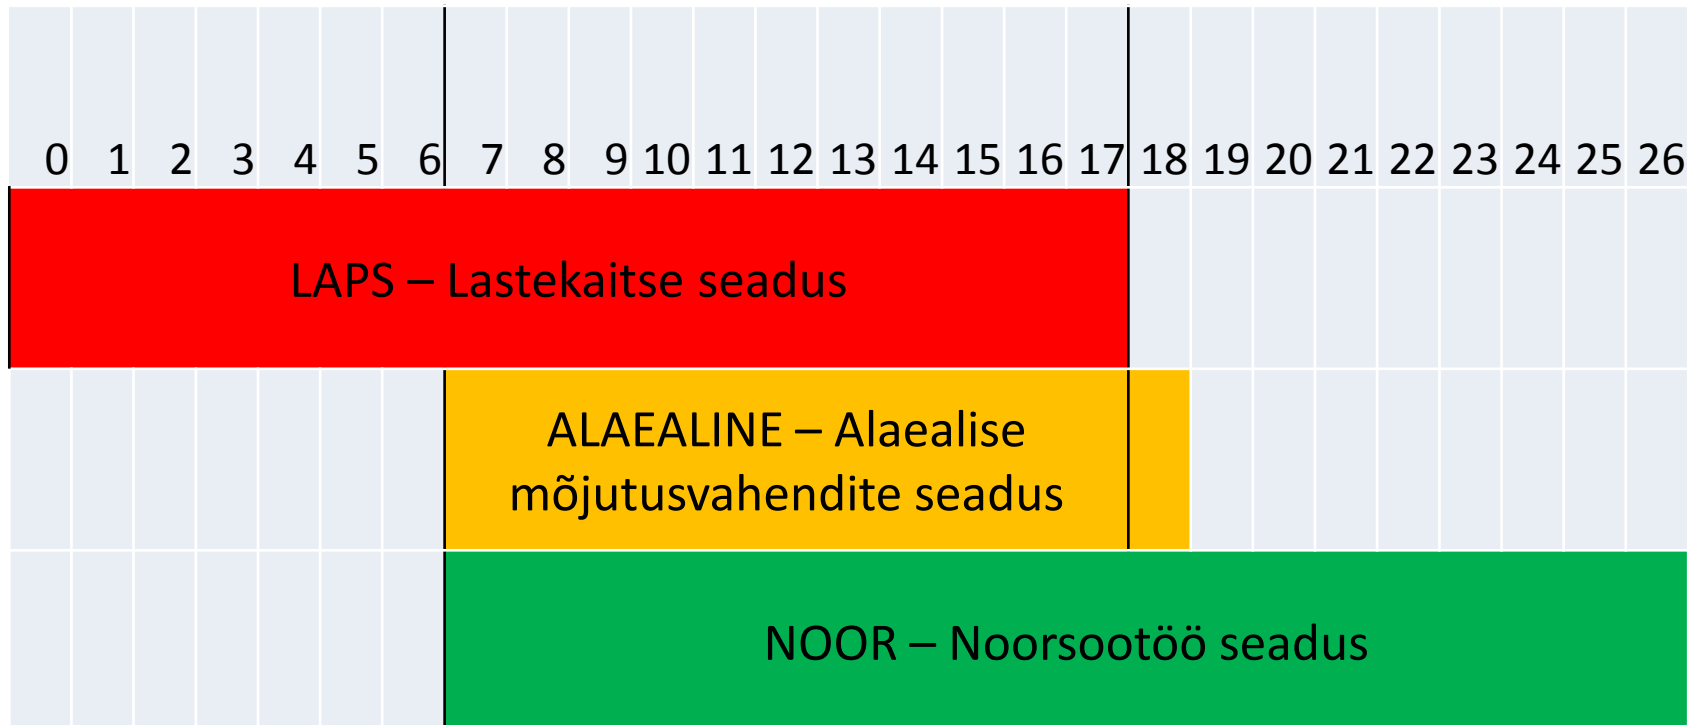 0 1 2 3 4 5 6 7 8 9 10 11 12 13 14 15 16 17 18 19 20 21 22 23 24 25 26
LAPS – Lastekaitse seadus
ALAEALINE – Alaealise
mõjutusvahendite seadus
NOOR – Noorsootöö seadus